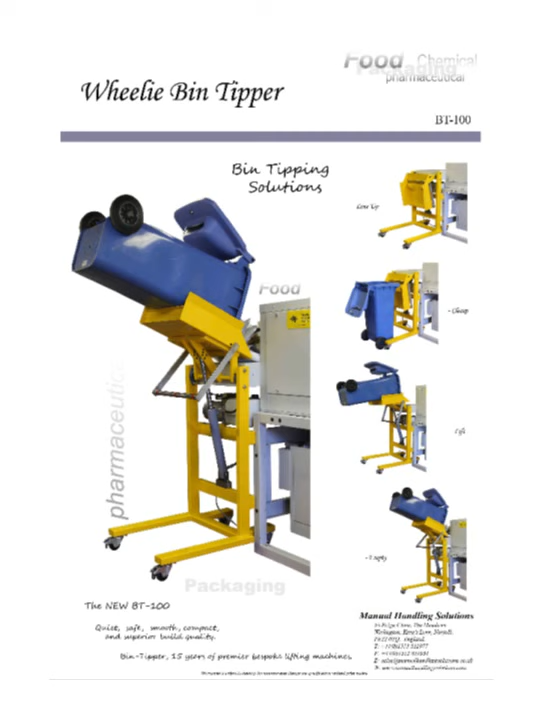 Food Chemical
Packaging
pharmaceutical
Wheelie Bin Tipper
BT-100
Bin Tipping
Solutions
Line Up
- Clamp
Lift
- Empty
Food
pharmaceutical
Packaging
The NEW BT-100
Quiet, safe, smooth, compact,
and superior build quality.
Bin-Tipper, 15 years of premier bespoke lifting machines
Manual Handling Solutions